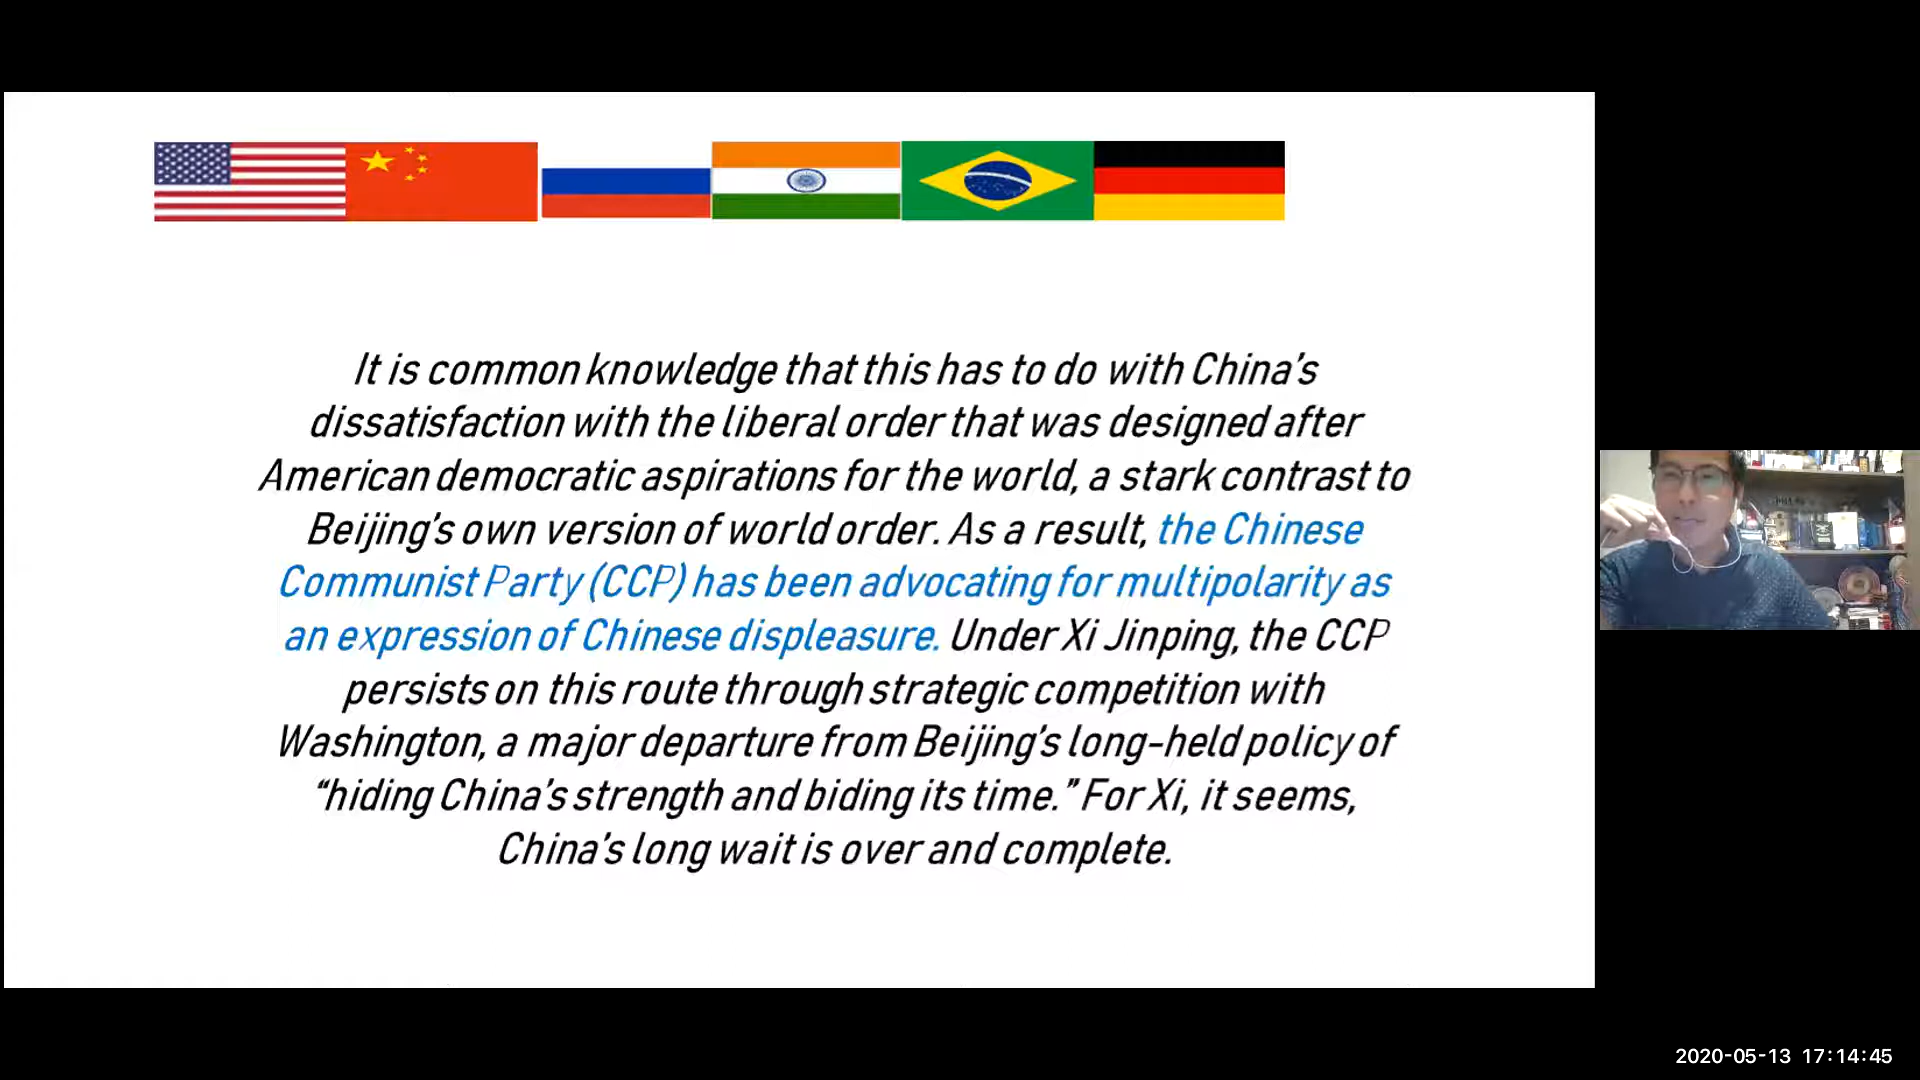 It is common knowledge that this has to do with China’s
dissatisfaction with the liberal order that was designed after
American democratic aspirations for the world, a stark contrast to
Beijing’s own version of world order. As a result, the Chinese
Communist Party (CCP) has been advocating for multipolarity as
an expression of Chinese displeasure. Under Xi Jinping, the CCP
persists on this route through strategic competition with
Washington, a major departure from Beijing’s long-held policy of
“hiding China’s strength and biding its time.” For Xi, it seems,
China’s long wait is over and complete.
2020-05-13 17:14:45